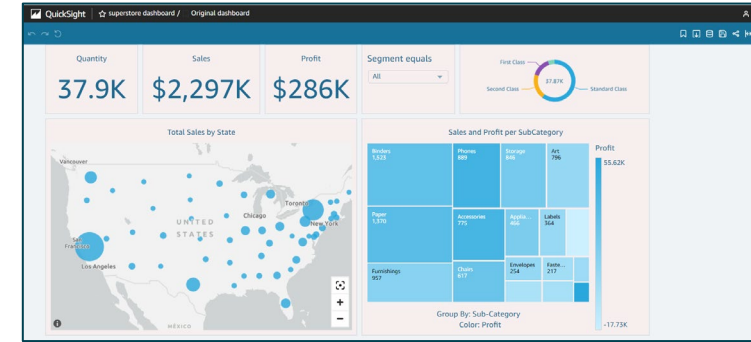 QuickSight
superstore dashboard /
Original dashboard
Quantity
37.9K
Sales
$2,297K
Profit
$286K
Segment equals
All
First Class
Second Class
37.87K
Standard Class
Total Sales by State
Vancouver
Toronto
Chicago
New York
UNITED
STATES
San
Francisco
Los Angeles
MÉXICO
+
−
Sales and Profit per SubCategory
Binders
1,523
Phones
889
Storage
846
Art
796
Paper
1,370
Accessories
775
Applia...
466
Labels
364
Furnishings
957
Chairs
617
Envelopes
254
Faste...
217
Profit
55.62K
-17.73K
Group By: Sub-Category
Color: Profit